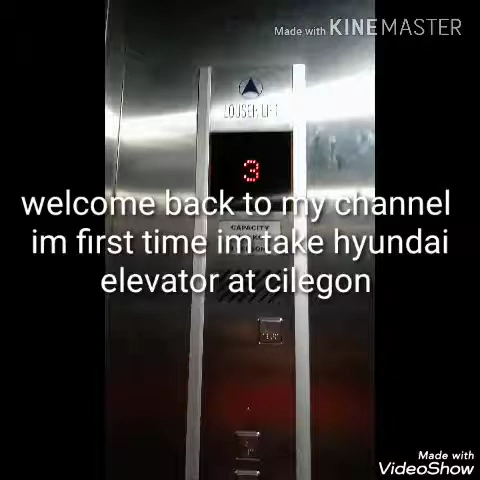 Made with KINEMASTER
LOUSER LIFT
3
welcome back to my channel
CAPACITY
im first time im take hyundai
elevator at cilegon
Made with
VideoShow